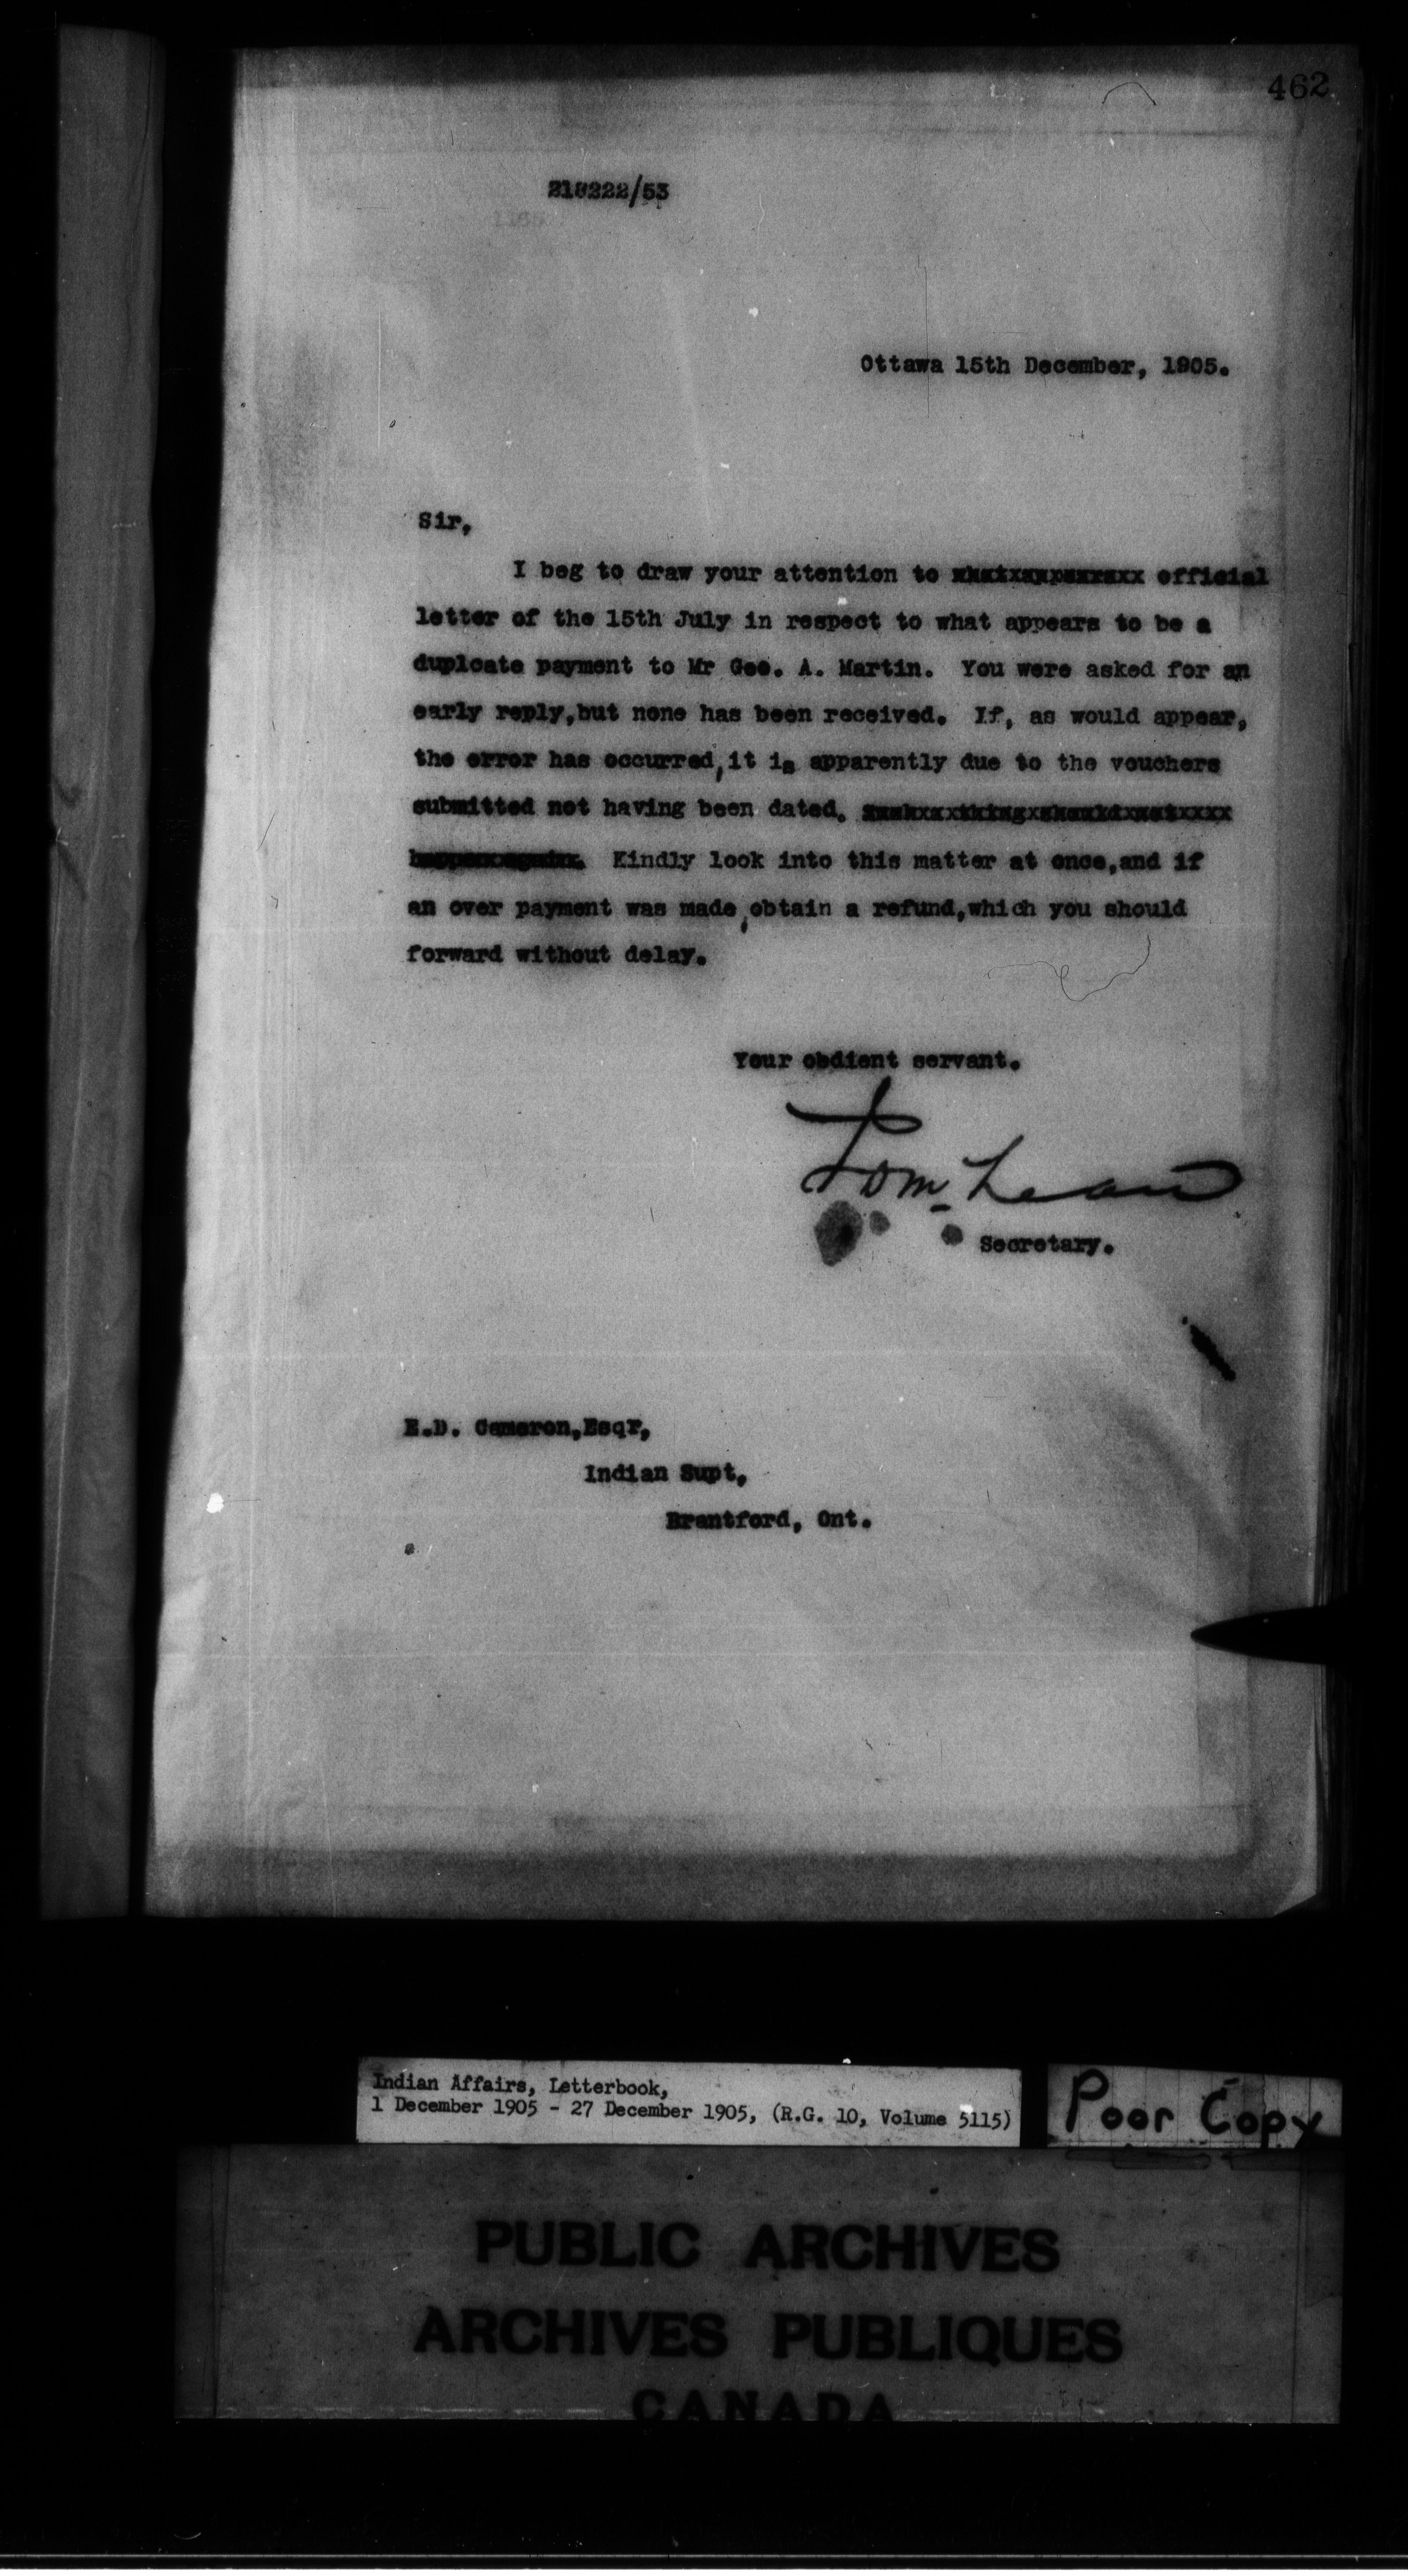 462
218222/53
Ottawa 15th December, 1905.
Sir,
I beg to draw your attention to official
letter of the 15th July in respect to what appears to be a
duplcate payment to Mr Geo. A. Martin. You were asked for an
early reply,but none has been received. If, as would appear,
the error has occurred,it is apparently due to the vouchers
submitted not having been dated.
Kindly look into this matter at once,and if
an over payment was made,obtain a refund,which you should
forward without delay.
Your obdient servant.
Secretary.
E.D. Cameron,Esqr,
Indian Supt,
Brantford, Ont.
Indian Affairs, Letterbook,
1 December 1905 - 27 December 1905, (R.G. 10, Volume 5115)
Poor Copy
PUBLIC ARCHIVES
ARCHIVES PUBLIQUES
CANADA